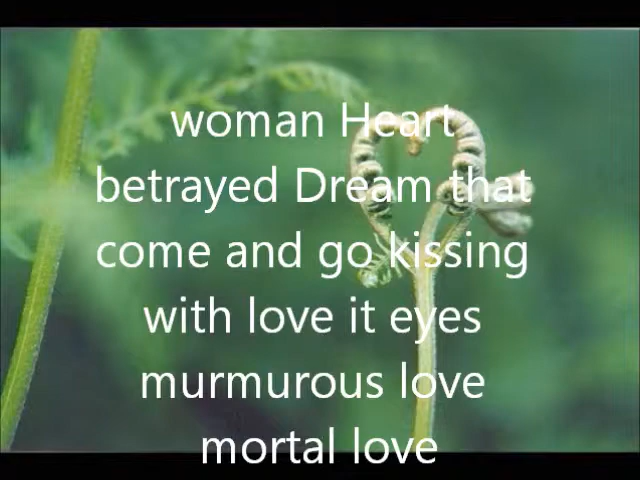 woman Heart
betrayed Dream that
come and go kissing
with love it eyes
murmurous love
mortal love